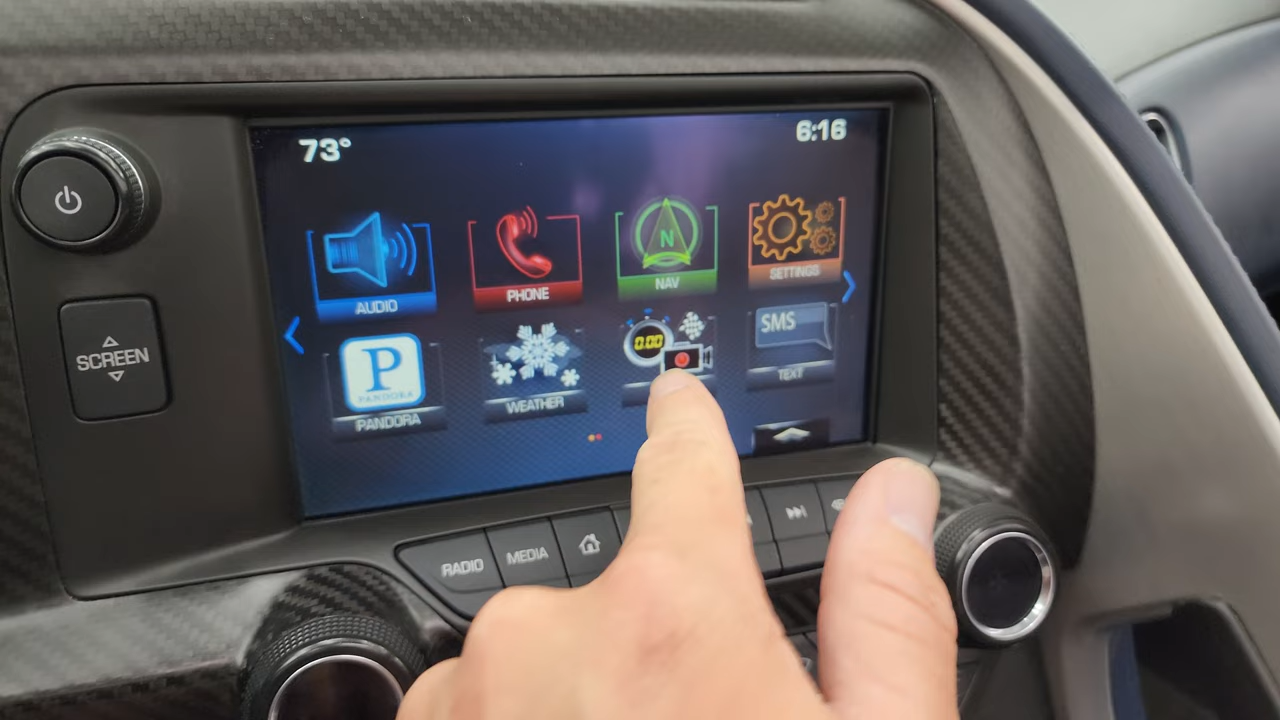 73° 6:16
AUDIO PHONE N NAV SETTINGS
P PANDORA PANDORA WEATHER 0.00 SMS TEXT
SCREEN
RADIO MEDIA